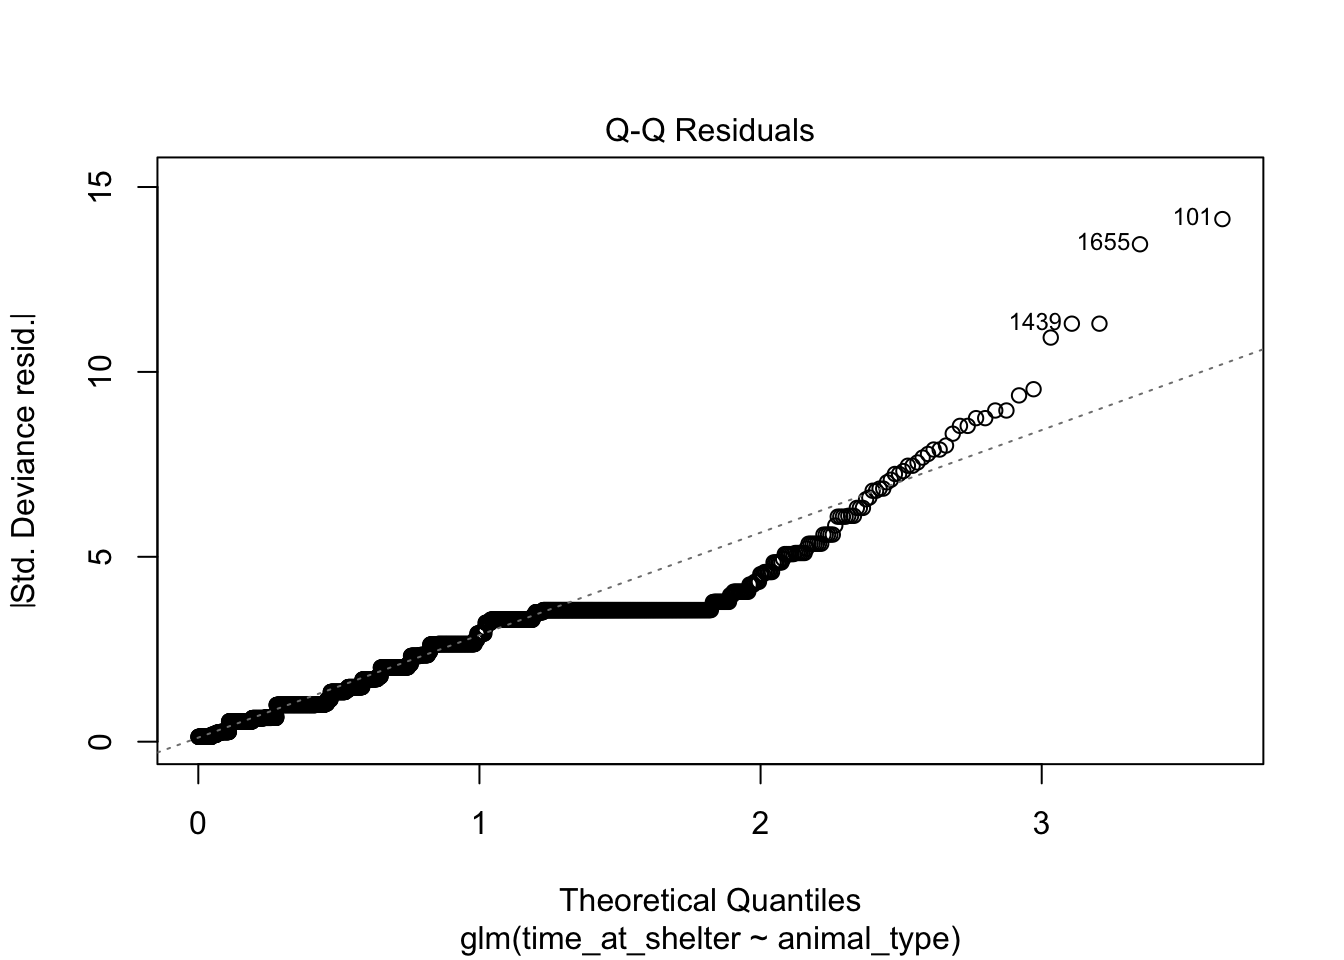 Q-Q Residuals
|Std. Deviance resid.|
15
10
5
0
101
1655
1439
0 1 2 3
Theoretical Quantiles
glm(time_at_shelter ~ animal_type)